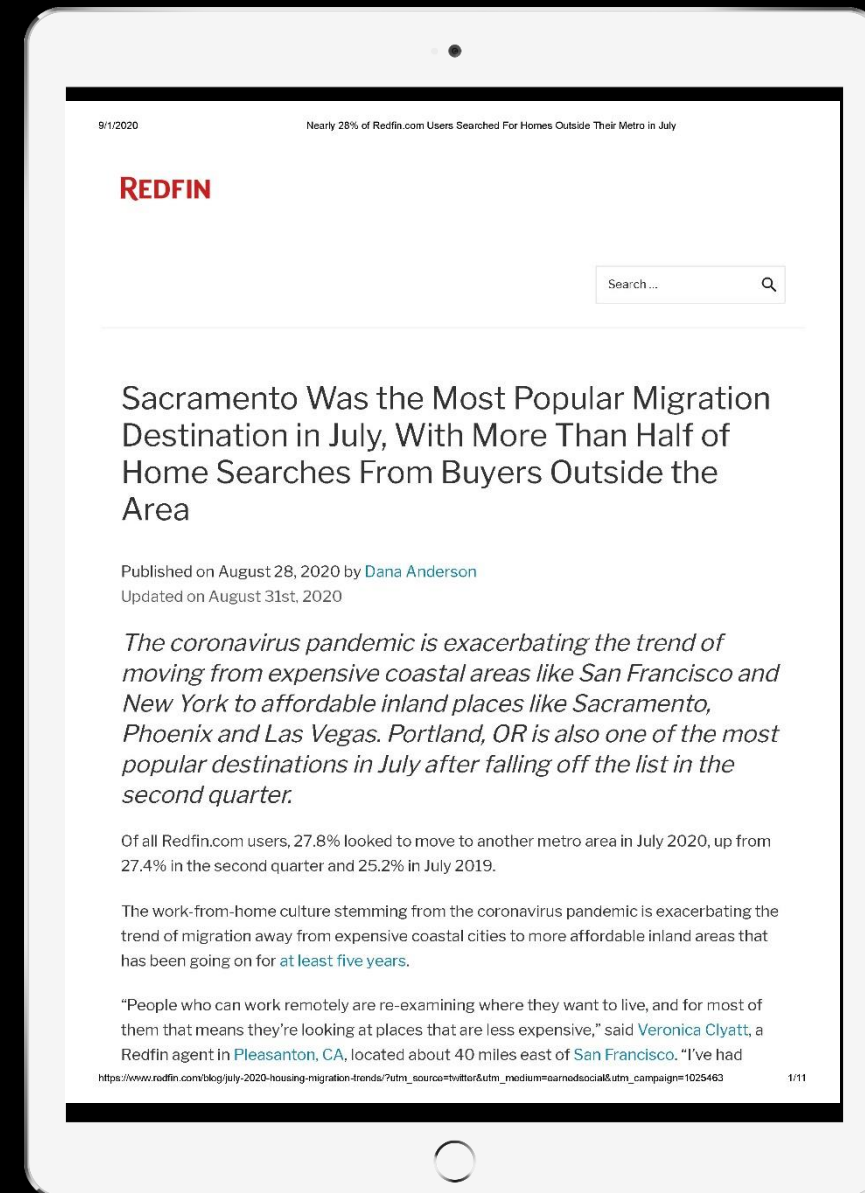 9/1/2020 Nearly 28% of Redfin.com Users Searched For Homes Outside Their Metro in July
REDFIN
Search ...
Sacramento Was the Most Popular Migration
Destination in July, With More Than Half of
Home Searches From Buyers Outside the
Area
Published on August 28, 2020 by Dana Anderson
Updated on August 31st, 2020
The coronavirus pandemic is exacerbating the trend of
moving from expensive coastal areas like San Francisco and
New York to affordable inland places like Sacramento,
Phoenix and Las Vegas. Portland, OR is also one of the most
popular destinations in July after falling off the list in the
second quarter.
Of all Redfin.com users, 27.8% looked to move to another metro area in July 2020, up from
27.4% in the second quarter and 25.2% in July 2019.
The work-from-home culture stemming from the coronavirus pandemic is exacerbating the
trend of migration away from expensive coastal cities to more affordable inland areas that
has been going on for at least five years.
“People who can work remotely are re-examining where they want to live, and for most of
them that means they’re looking at places that are less expensive,” said Veronica Clyatt, a
Redfin agent in Pleasanton, CA, located about 40 miles east of San Francisco. “I’ve had
https://www.redfin.com/blog/july-2020-housing-migration-trends/?utm_source=twitter&utm_medium=earnedsocial&utm_campaign=1025463 1/11